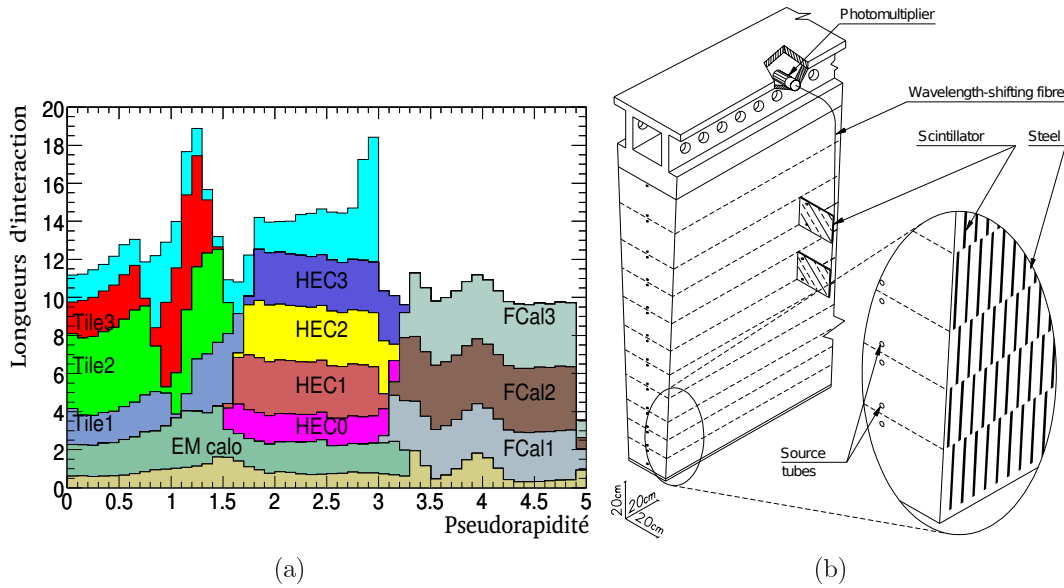 Longueurs d'interaction
20
18
16
14
12
10
8
6
4
2
0
0
0.5
1
1.5
2
2.5
3
3.5
4
4.5
5
Pseudorapidité
Tile3
Tile2
Tile1
EM calo
HEC3
HEC2
HEC1
HEC0
FCal3
FCal2
FCal1
(a)
Photomultiplier
Wavelength-shifting fibre
Scintillator
Steel
Source
tubes
20cm
20cm
20cm
(b)